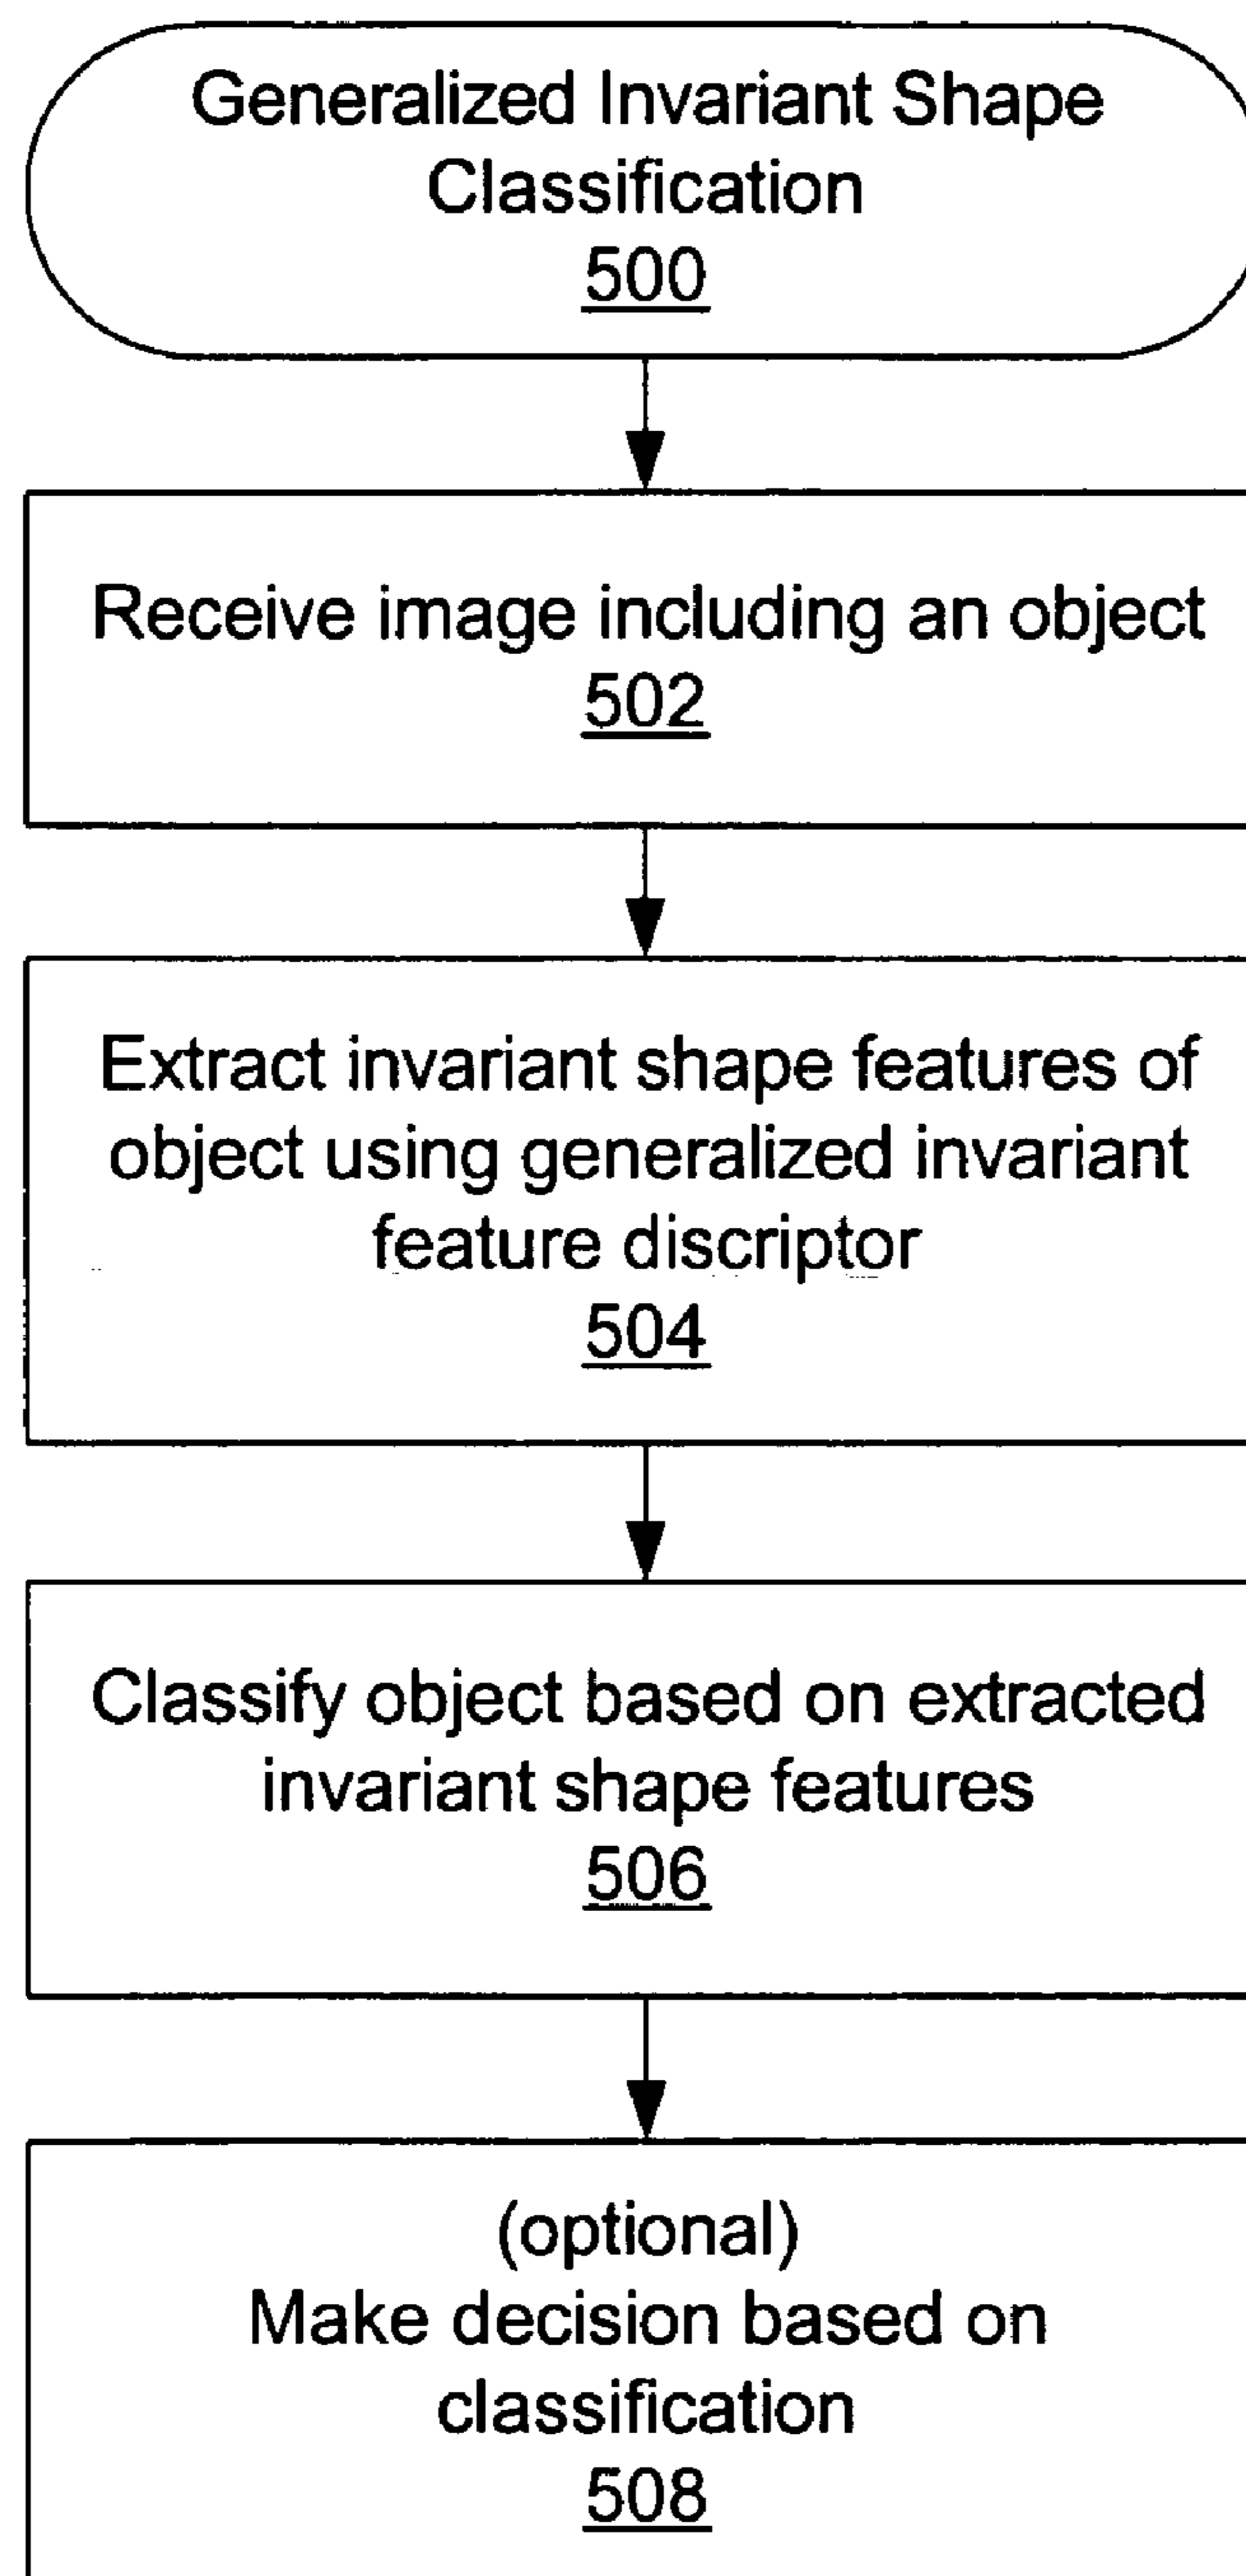 Generalized Invariant Shape
Classification
500
Receive image including an object
502
Extract invariant shape features of
object using generalized invariant
feature discriptor
504
Classify object based on extracted
invariant shape features
506
(optional)
Make decision based on
classification
508